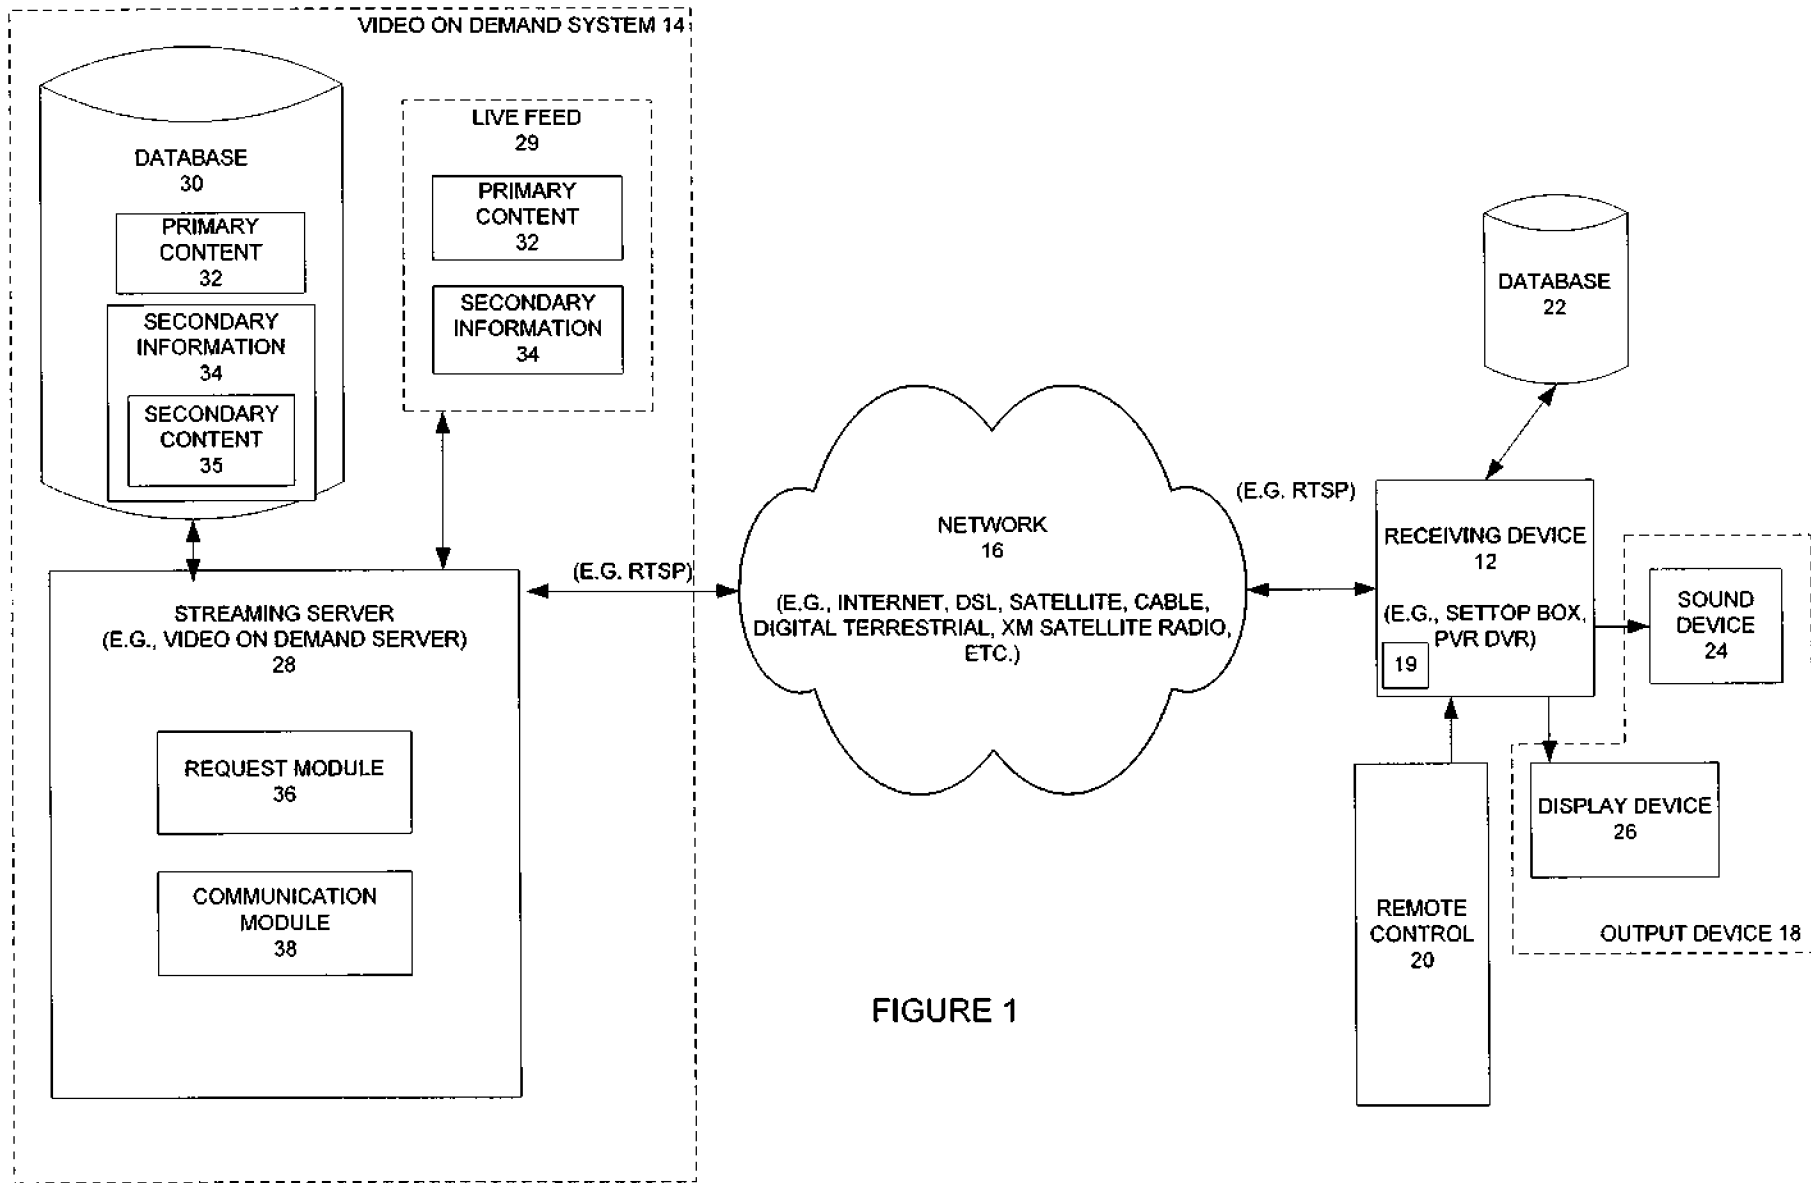 VIDEO ON DEMAND SYSTEM 14
DATABASE
30
PRIMARY
CONTENT
32
SECONDARY
INFORMATION
34
SECONDARY
CONTENT
35
LIVE FEED
29
PRIMARY
CONTENT
32
SECONDARY
INFORMATION
34
STREAMING SERVER
(E.G., VIDEO ON DEMAND SERVER)
28
REQUEST MODULE
36
COMMUNICATION
MODULE
38
(E.G. RTSP)
NETWORK
16
(E.G., INTERNET, DSL, SATELLITE, CABLE,
DIGITAL TERRESTRIAL, XM SATELLITE RADIO,
ETC.)
(E.G. RTSP)
DATABASE
22
RECEIVING DEVICE
12
(E.G., SETTOP BOX,
PVR DVR)
19
SOUND
DEVICE
24
DISPLAY DEVICE
26
OUTPUT DEVICE 18
REMOTE
CONTROL
20
FIGURE 1